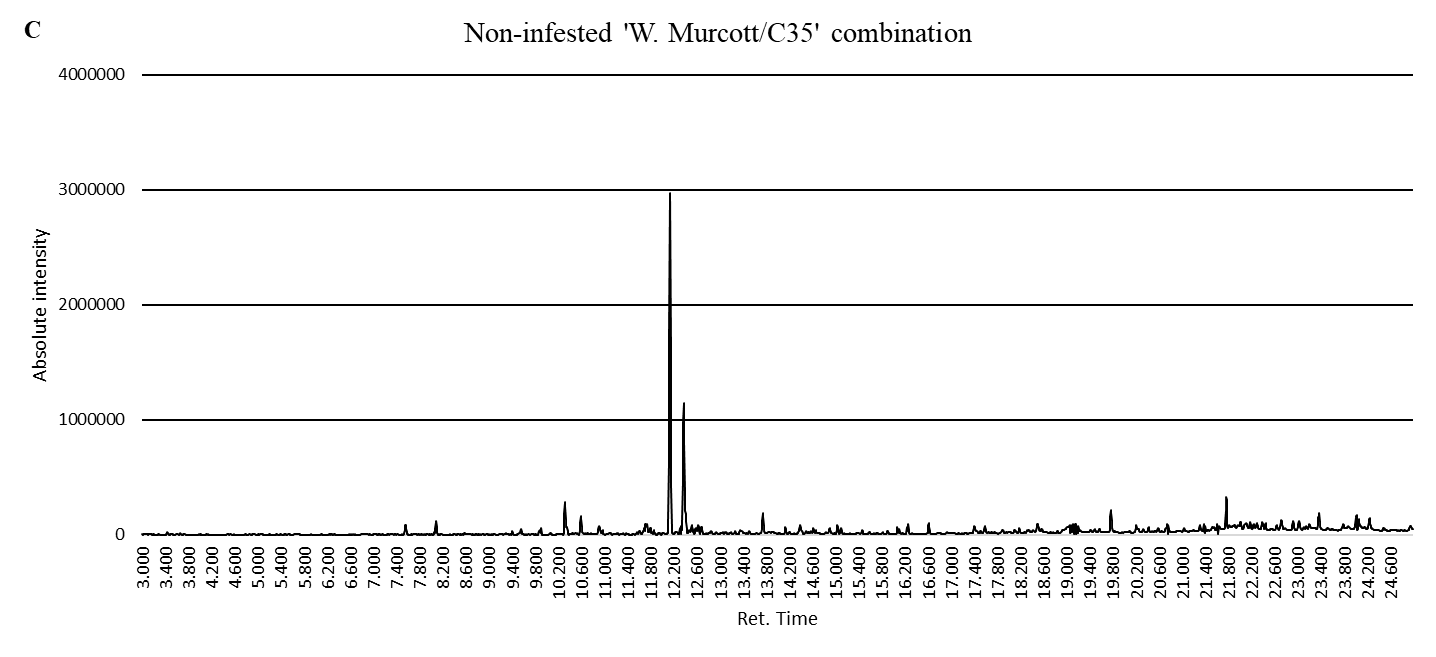 C
Non-infested 'W. Murcott/C35' combination
4000000
3000000
2000000
1000000
0
Absolute intensity
3.000 3.400 3.800 4.200 4.600 5.000 5.400 5.800 6.200 6.600 7.000 7.400 7.800 8.200 8.600 9.000 9.400 9.800 10.200 10.600 11.000 11.400 11.800 12.200 12.600 13.000 13.400 13.800 14.200 14.600 15.000 15.400 15.800 16.200 16.600 17.000 17.400 17.800 18.200 18.600 19.000 19.400 19.800 20.200 20.600 21.000 21.400 21.800 22.200 22.600 23.000 23.400 23.800 24.200 24.600
Ret. Time